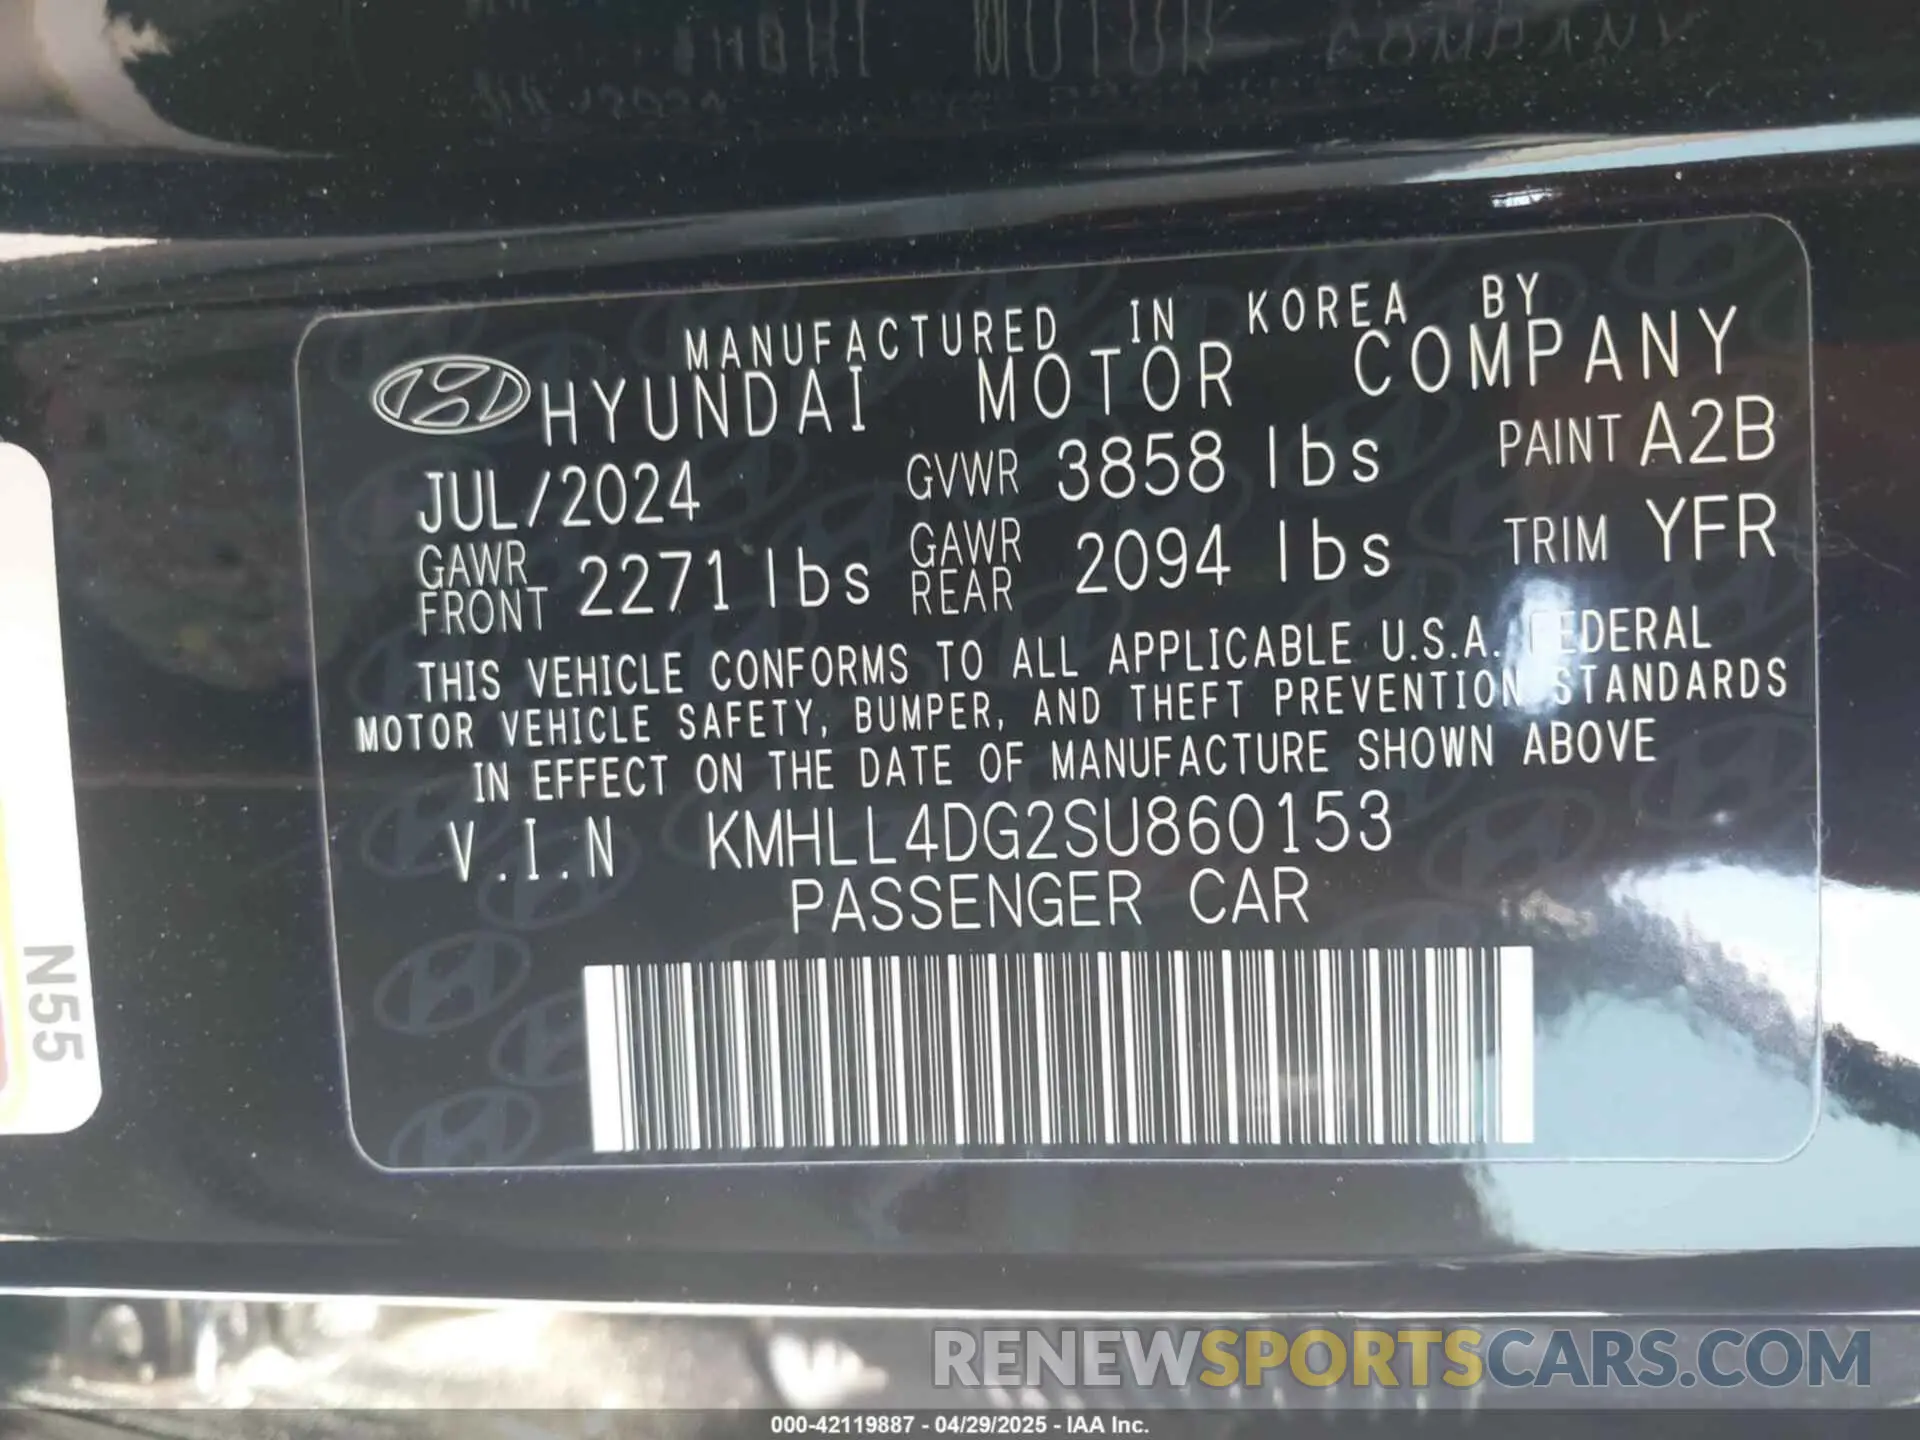 MANUFACTURED IN KOREA BY
HYUNDAI MOTOR COMPANY
JUL/2024 GVWR 3858 lbs PAINT A2B
GAWR FRONT 2271 lbs GAWR REAR 2094 lbs TRIM YFR
THIS VEHICLE CONFORMS TO ALL APPLICABLE U.S.A. FEDERAL
MOTOR VEHICLE SAFETY, BUMPER, AND THEFT PREVENTION STANDARDS
IN EFFECT ON THE DATE OF MANUFACTURE SHOWN ABOVE
V.I.N KMHLL4DG2SU860153
PASSENGER CAR
N55
RENEWSPORTSCARS.COM
000-42119887 - 04/29/2025 - IAA Inc.